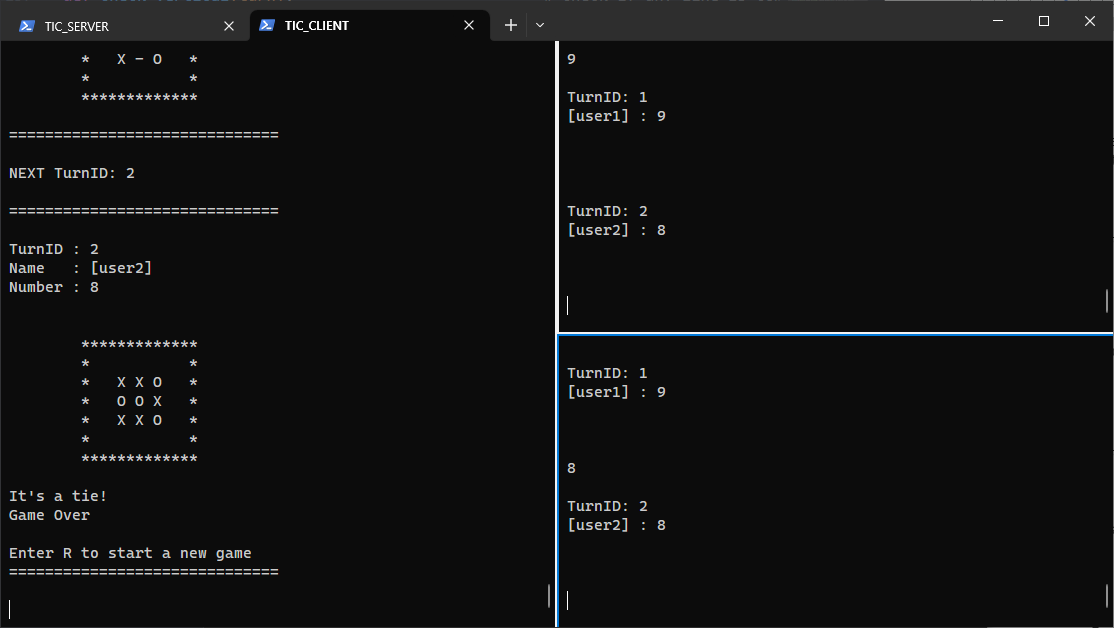 TIC_SERVER
TIC_CLIENT
* X - O *
* *
*************
==============================
NEXT TurnID: 2
==============================
TurnID : 2
Name : [user2]
Number : 8
*************
* *
* X X O *
* O O X *
* X X O *
* *
*************
It's a tie!
Game Over
Enter R to start a new game
==============================
9
TurnID: 1
[user1] : 9
TurnID: 2
[user2] : 8
TurnID: 1
[user1] : 9
8
TurnID: 2
[user2] : 8